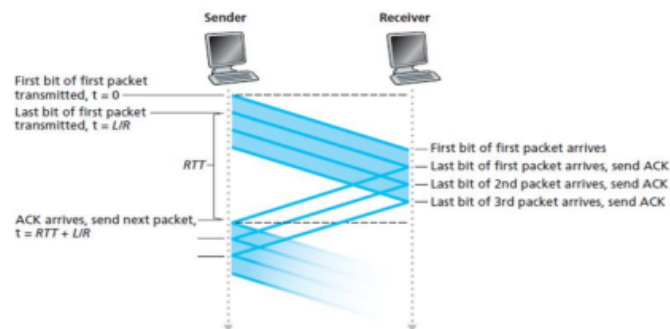 Sender
Receiver
First bit of first packet
transmitted, t = 0
Last bit of first packet
transmitted, t = L/R
RTT
First bit of first packet arrives
Last bit of first packet arrives, send ACK
Last bit of 2nd packet arrives, send ACK
Last bit of 3rd packet arrives, send ACK
ACK arrives, send next packet,
t = RTT + L/R